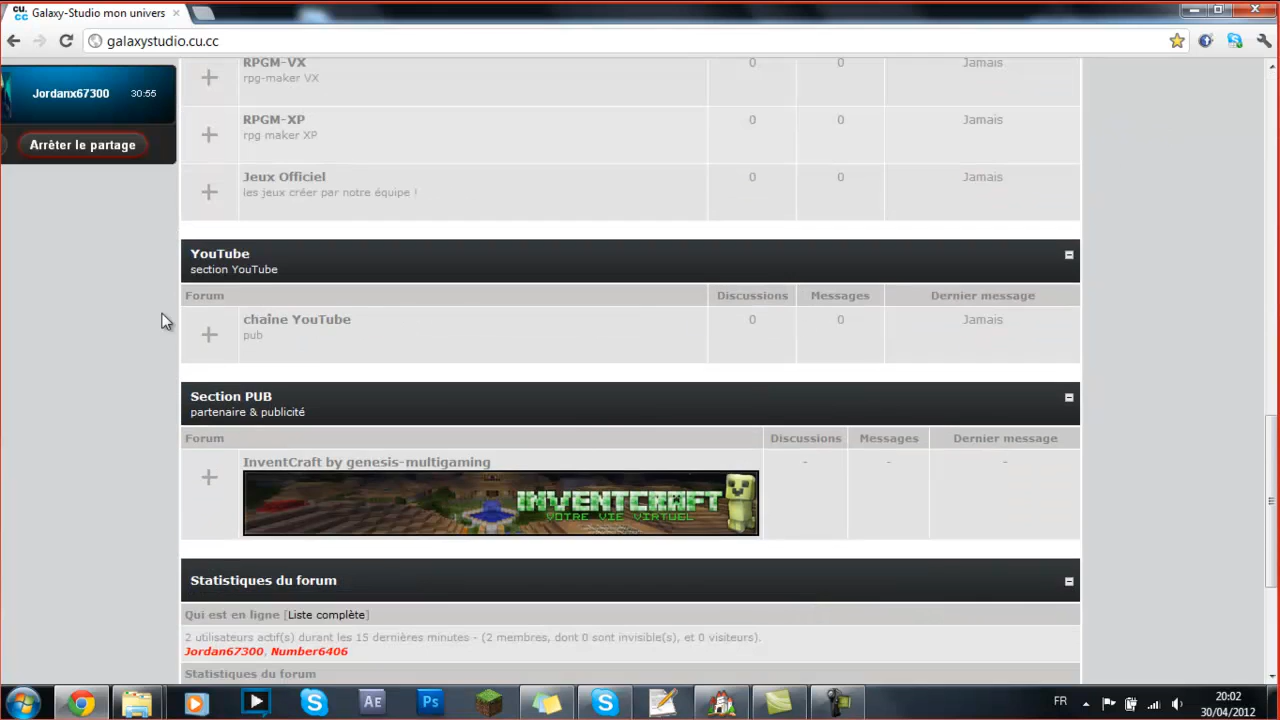 cu. cc Galaxy-Studio mon univers
galaxystudio.cu.cc
Jordanx67300 30:55
Arrêter le partage
RPGM-VX 0 0 Jamais
rpg-maker VX
RPGM-XP 0 0 Jamais
rpg maker XP
Jeux Officiel 0 0 Jamais
les jeux créer par notre équipe !
YouTube
section YouTube
Forum Discussions Messages Dernier message
chaîne YouTube 0 0 Jamais
pub
Section PUB
partenaire & publicité
Forum Discussions Messages Dernier message
InventCraft by genesis-multigaming - - -
INVENTCRAFT
VOTRE VIE VIRTUEL
Statistiques du forum
Qui est en ligne [Liste complète]
2 utilisateurs actif(s) durant les 15 dernières minutes - (2 membres, dont 0 sont invisible(s), et 0 visiteurs).
Jordan67300, Number6406
Statistiques du forum
Ae Ps FR 20:02
30/04/2012